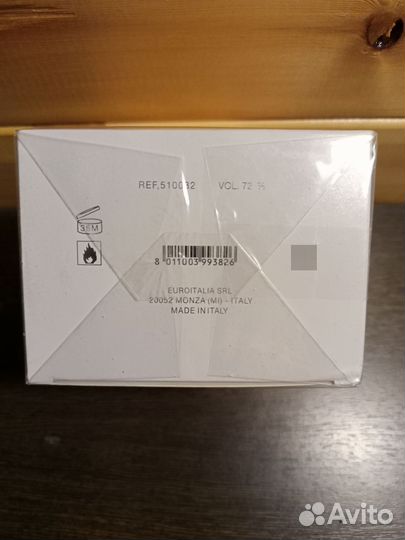 REF.510032 VOL. 72 %
36M
8 011003 993826
EUROITALIA SRL
20052 MONZA (MI) - ITALY
MADE IN ITALY
Avito